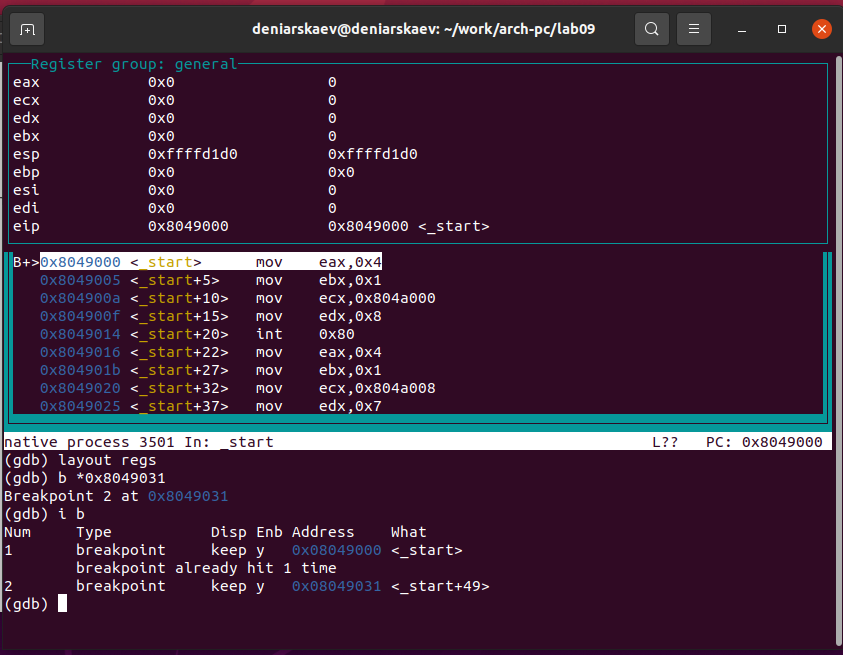 deniarskaev@deniarskaev: ~/work/arch-pc/lab09
Register group: general
eax 0x0 0
ecx 0x0 0
edx 0x0 0
ebx 0x0 0
esp 0xffffd1d0 0xffffd1d0
ebp 0x0 0x0
esi 0x0 0
edi 0x0 0
eip 0x8049000 0x8049000 <_start>
B+>0x8049000 <_start> mov eax,0x4
0x8049005 <_start+5> mov ebx,0x1
0x804900a <_start+10> mov ecx,0x804a000
0x804900f <_start+15> mov edx,0x8
0x8049014 <_start+20> int 0x80
0x8049016 <_start+22> mov eax,0x4
0x804901b <_start+27> mov ebx,0x1
0x8049020 <_start+32> mov ecx,0x804a008
0x8049025 <_start+37> mov edx,0x7
native process 3501 In: _start L?? PC: 0x8049000
(gdb) layout regs
(gdb) b *0x8049031
Breakpoint 2 at 0x8049031
(gdb) i b
Num Type Disp Enb Address What
1 breakpoint keep y 0x08049000 <_start>
breakpoint already hit 1 time
2 breakpoint keep y 0x08049031 <_start+49>
(gdb)